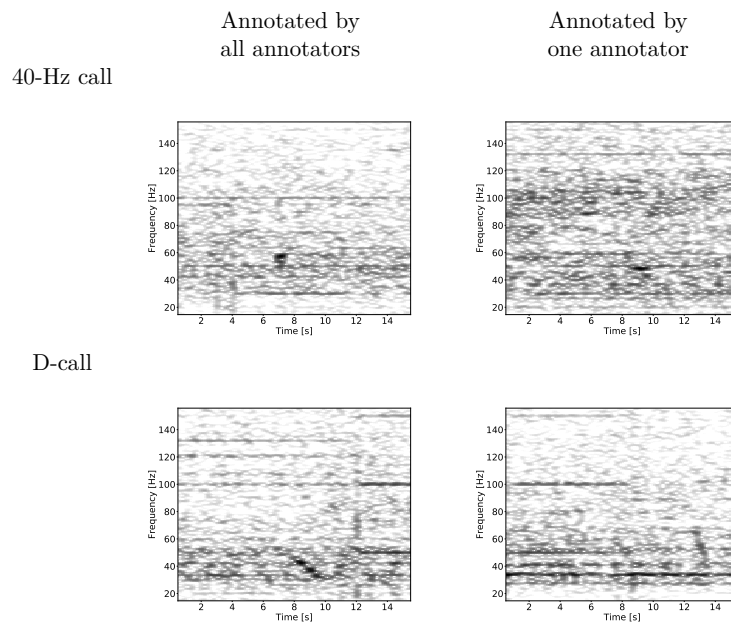 Annotated by
all annotators
Annotated by
one annotator
40-Hz call
Frequency [Hz]
140
120
100
80
60
40
20
2 4 6 8 10 12 14
Time [s]
Frequency [Hz]
140
120
100
80
60
40
20
2 4 6 8 10 12 14
Time [s]
D-call
Frequency [Hz]
140
120
100
80
60
40
20
2 4 6 8 10 12 14
Time [s]
Frequency [Hz]
140
120
100
80
60
40
20
2 4 6 8 10 12 14
Time [s]